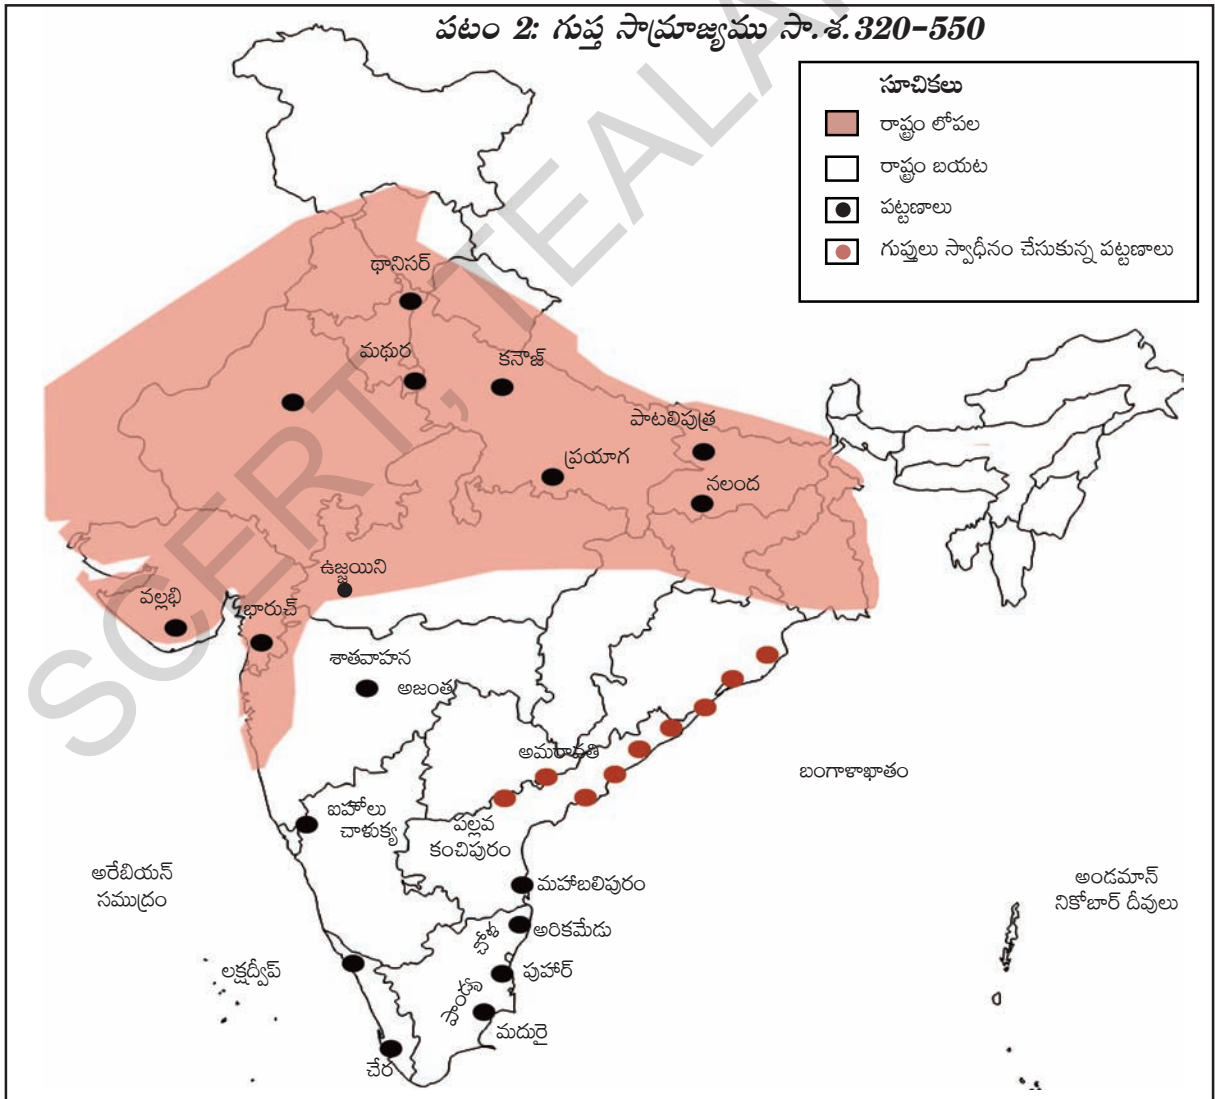 పటం 2: గుప్త సామ్రాజ్యము సా.శ.320-550
సూచికలు
రాష్ట్రం లోపల
రాష్ట్రం బయట
పట్టణాలు
గుప్తులు స్వాధీనం చేసుకున్న పట్టణాలు
థానిసర్
మథుర
కనౌజ్
పాటలిపుత్ర
ప్రయాగ
నలంద
ఉజ్జయిని
వల్లభి
భారుచ్
శాతవాహన
అజంత
అమరావతి
బంగాళాఖాతం
ఐహోలు
చాళుక్య
పల్లవ
కంచిపురం
అరేబియన్
సముద్రం
మహాబలిపురం
అండమాన్
నికోబార్ దీవులు
అరికమేడు
చోళ
లక్షద్వీప్
పుహార్
పాండ్య
మదురై
చేర
SCERT, TEALA